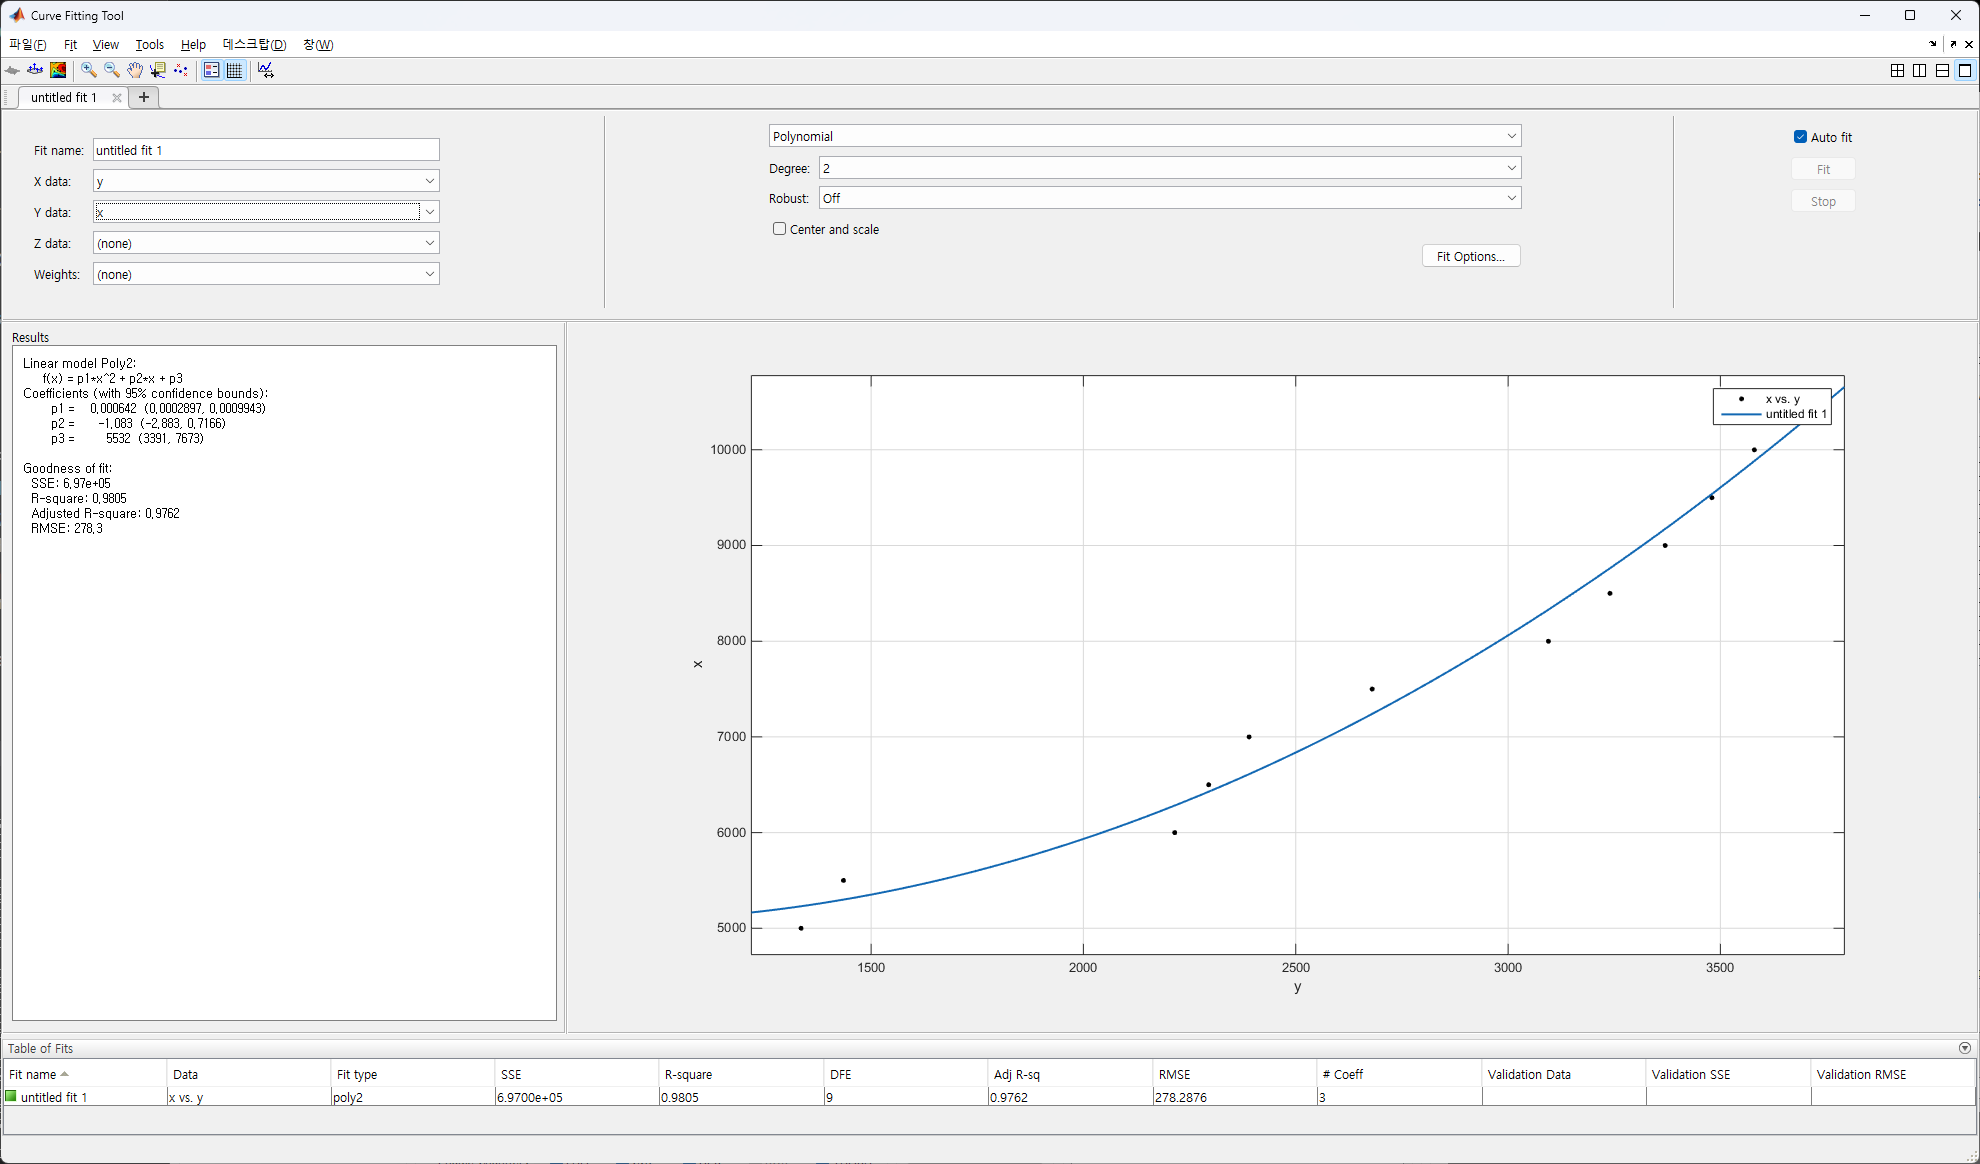 Curve Fitting Tool
파일(F) Fit View Tools Help 데스크탑(D) 창(W)
untitled fit 1
Fit name: untitled fit 1
X data: y
Y data: x
Z data: (none)
Weights: (none)
Polynomial
Degree: 2
Robust: Off
Center and scale
Fit Options...
Auto fit
Fit
Stop
Results
Linear model Poly2:
f(x) = p1*x^2 + p2*x + p3
Coefficients (with 95% confidence bounds):
p1 = 0.000642 (0.0002897, 0.0009943)
p2 = -1.083 (-2.883, 0.7166)
p3 = 5532 (3391, 7673)
Goodness of fit:
SSE: 6.97e+05
R-square: 0.9805
Adjusted R-square: 0.9762
RMSE: 278.3
x vs. y
untitled fit 1
10000
9000
8000
7000
6000
5000
x
1500 2000 2500 3000 3500
y
Table of Fits
Fit name Data Fit type SSE R-square DFE Adj R-sq RMSE # Coeff Validation Data Validation SSE Validation RMSE
untitled fit 1 x vs. y poly2 6.9700e+05 0.9805 9 0.9762 278.2876 3